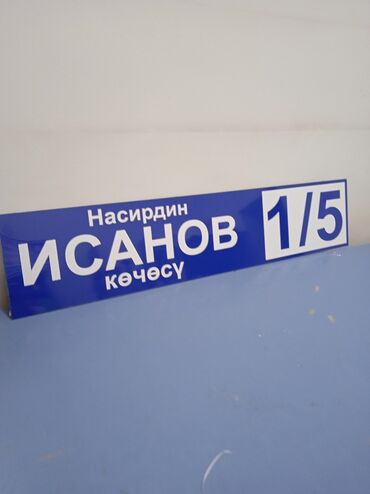 Насирдин
ИСАНОВ
көчөсү
1/5